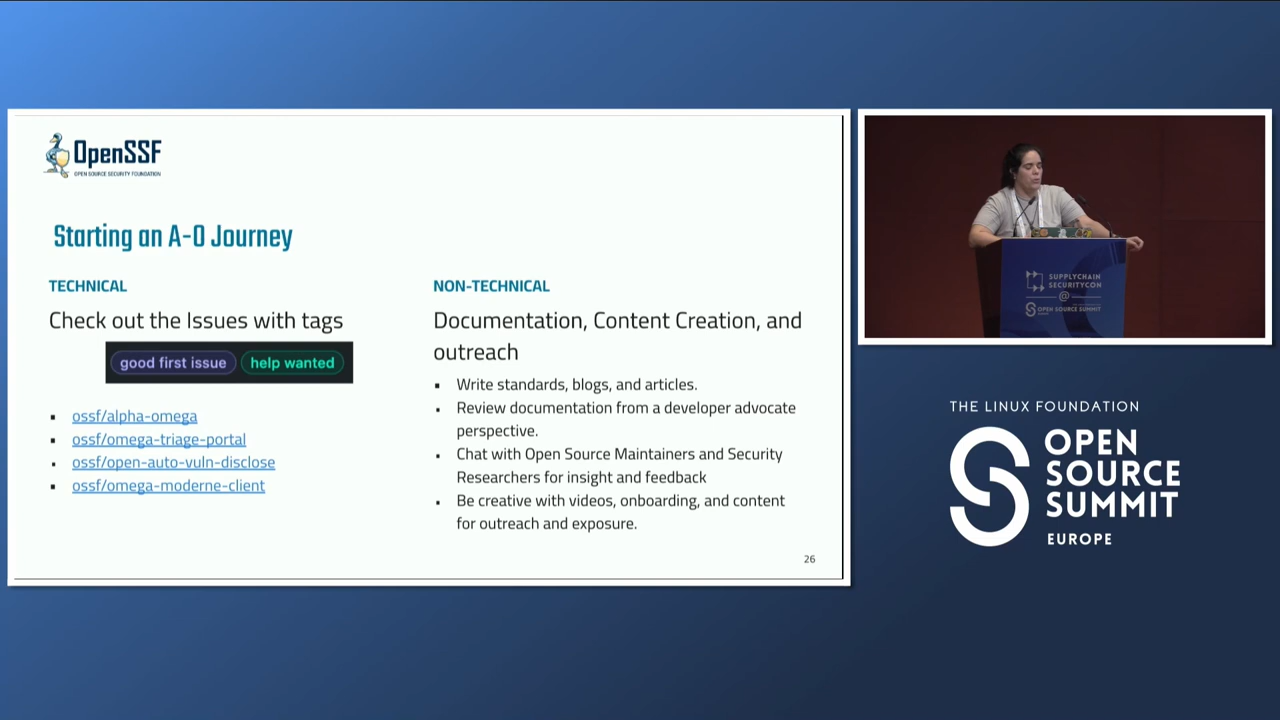 OpenSSF
OPEN SOURCE SECURITY FOUNDATION
Starting an A-O Journey
TECHNICAL
Check out the Issues with tags
good first issue
help wanted
ossf/alpha-omega
ossf/omega-triage-portal
ossf/open-auto-vuln-disclose
ossf/omega-moderne-client
NON-TECHNICAL
Documentation, Content Creation, and
outreach
Write standards, blogs, and articles.
Review documentation from a developer advocate
perspective.
Chat with Open Source Maintainers and Security
Researchers for insight and feedback
Be creative with videos, onboarding, and content
for outreach and exposure.
26
SUPPLYCHAIN
SECURITYCON
@
OPEN SOURCE SUMMIT
THE LINUX FOUNDATION
OPEN
SOURCE
SUMMIT
EUROPE